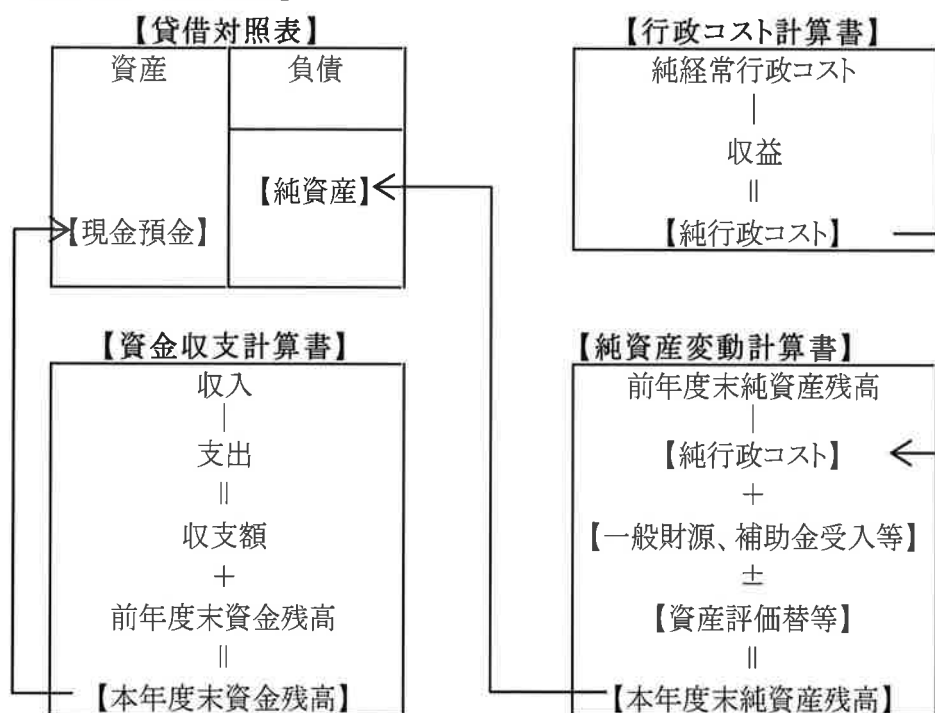 【貸借対照表】
資産
負債
【純資産】
【現金預金】
【行政コスト計算書】
純経常行政コスト
|
収益
||
【純行政コスト】
【資金収支計算書】
収入
|
支出
||
収支額
+
前年度末資金残高
||
【本年度末資金残高】
【純資産変動計算書】
前年度末純資産残高
|
【純行政コスト】
+
【一般財源、補助金受入等】
±
【資産評価替等】
||
【本年度末純資産残高】